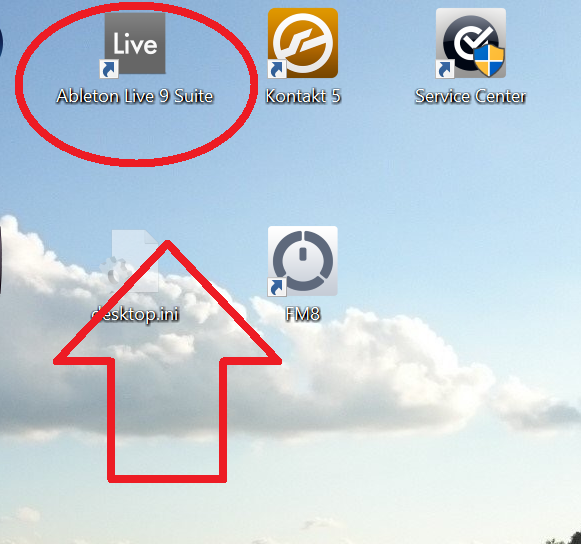 Live
Ableton Live 9 Suite
Kontakt 5
Service Center
desktop.ini
FM8